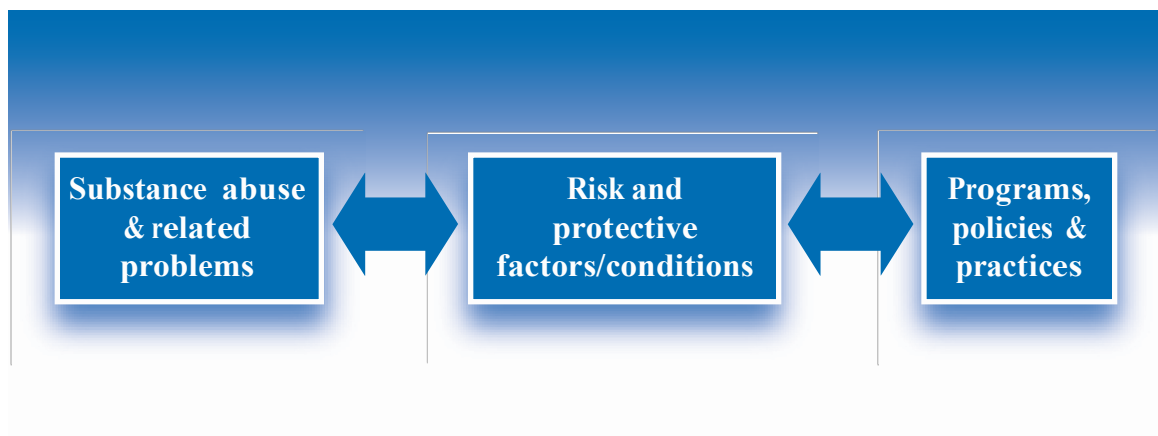 Substance abuse
& related
problems
Risk and
protective
factors/conditions
Programs,
policies &
practices